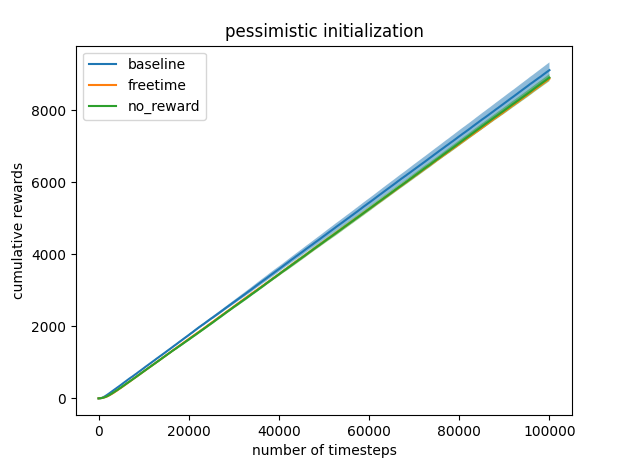 pessimistic initialization
baseline
freetime
no_reward
cumulative rewards
8000
6000
4000
2000
0
0 20000 40000 60000 80000 100000
number of timesteps